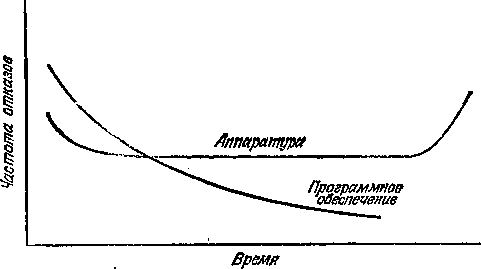 Частота отказов
Аппаратура
Программное
обеспечение
Время